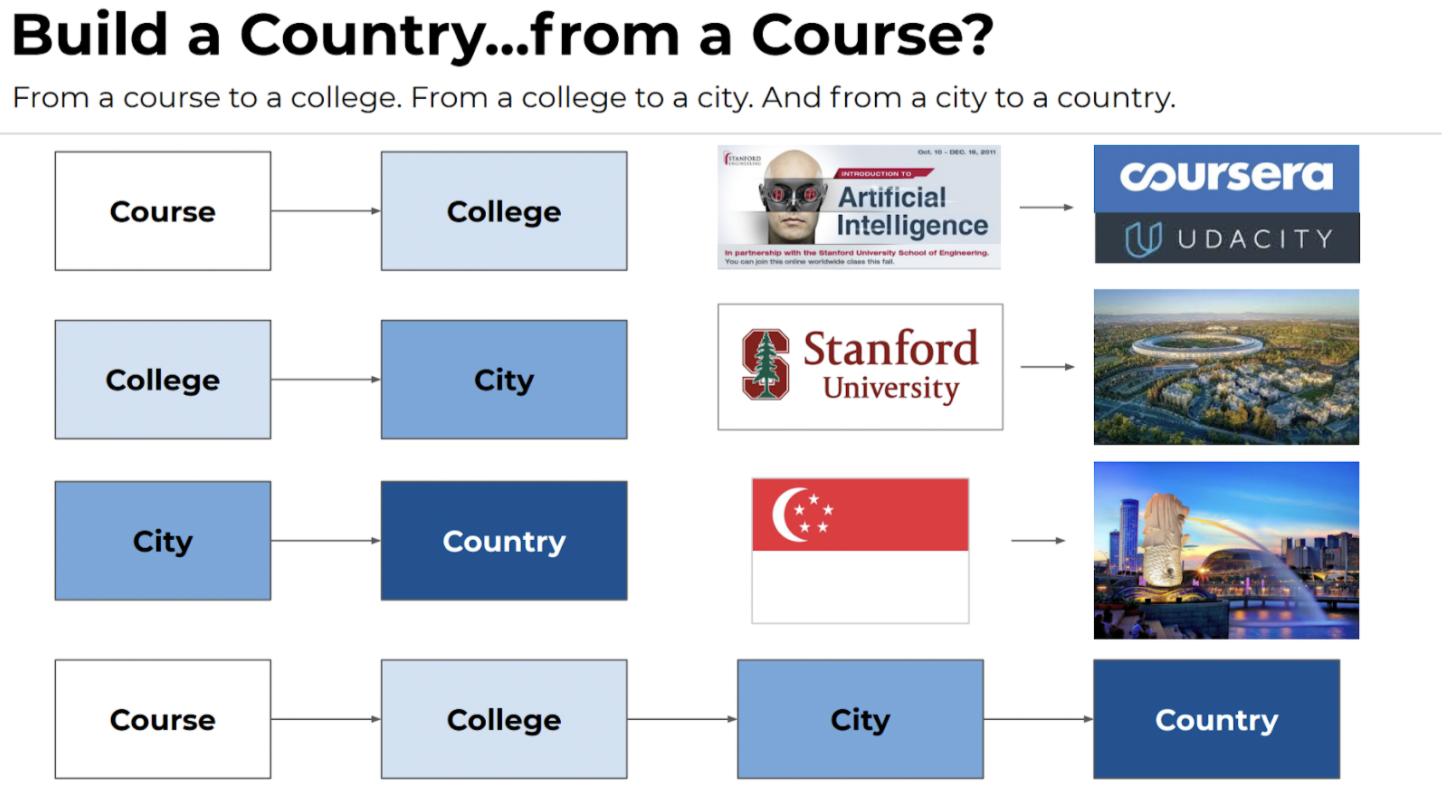 Build a Country...from a Course?
From a course to a college. From a college to a city. And from a city to a country.
Course
College
STANFORD
ENGINEERING
Oct. 10 - DEC. 16, 2011
INTRODUCTION TO
Artificial
Intelligence
In partnership with the Stanford University School of Engineering.
You can join this online worldwide class this fall.
coursera
UDACITY
College
City
Stanford
University
City
Country
Course
College
City
Country